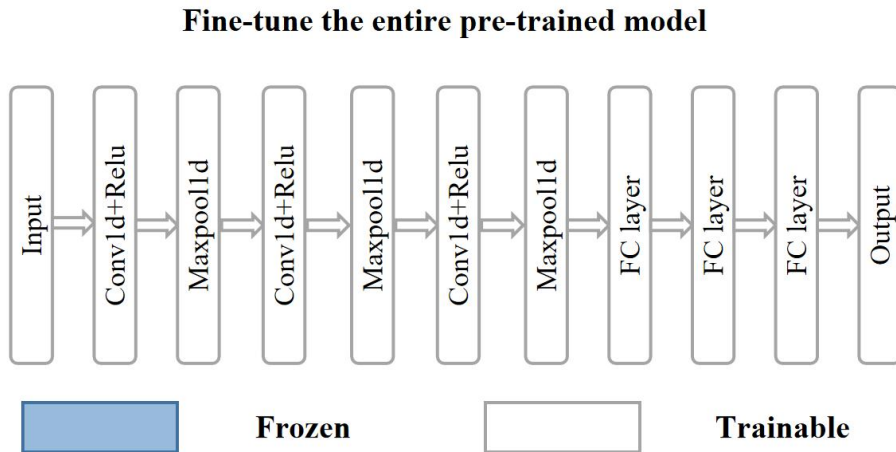 Fine-tune the entire pre-trained model
Input
Conv1d+Relu
Maxpool1d
Conv1d+Relu
Maxpool1d
Conv1d+Relu
Maxpool1d
FC layer
FC layer
FC layer
Output
Frozen
Trainable